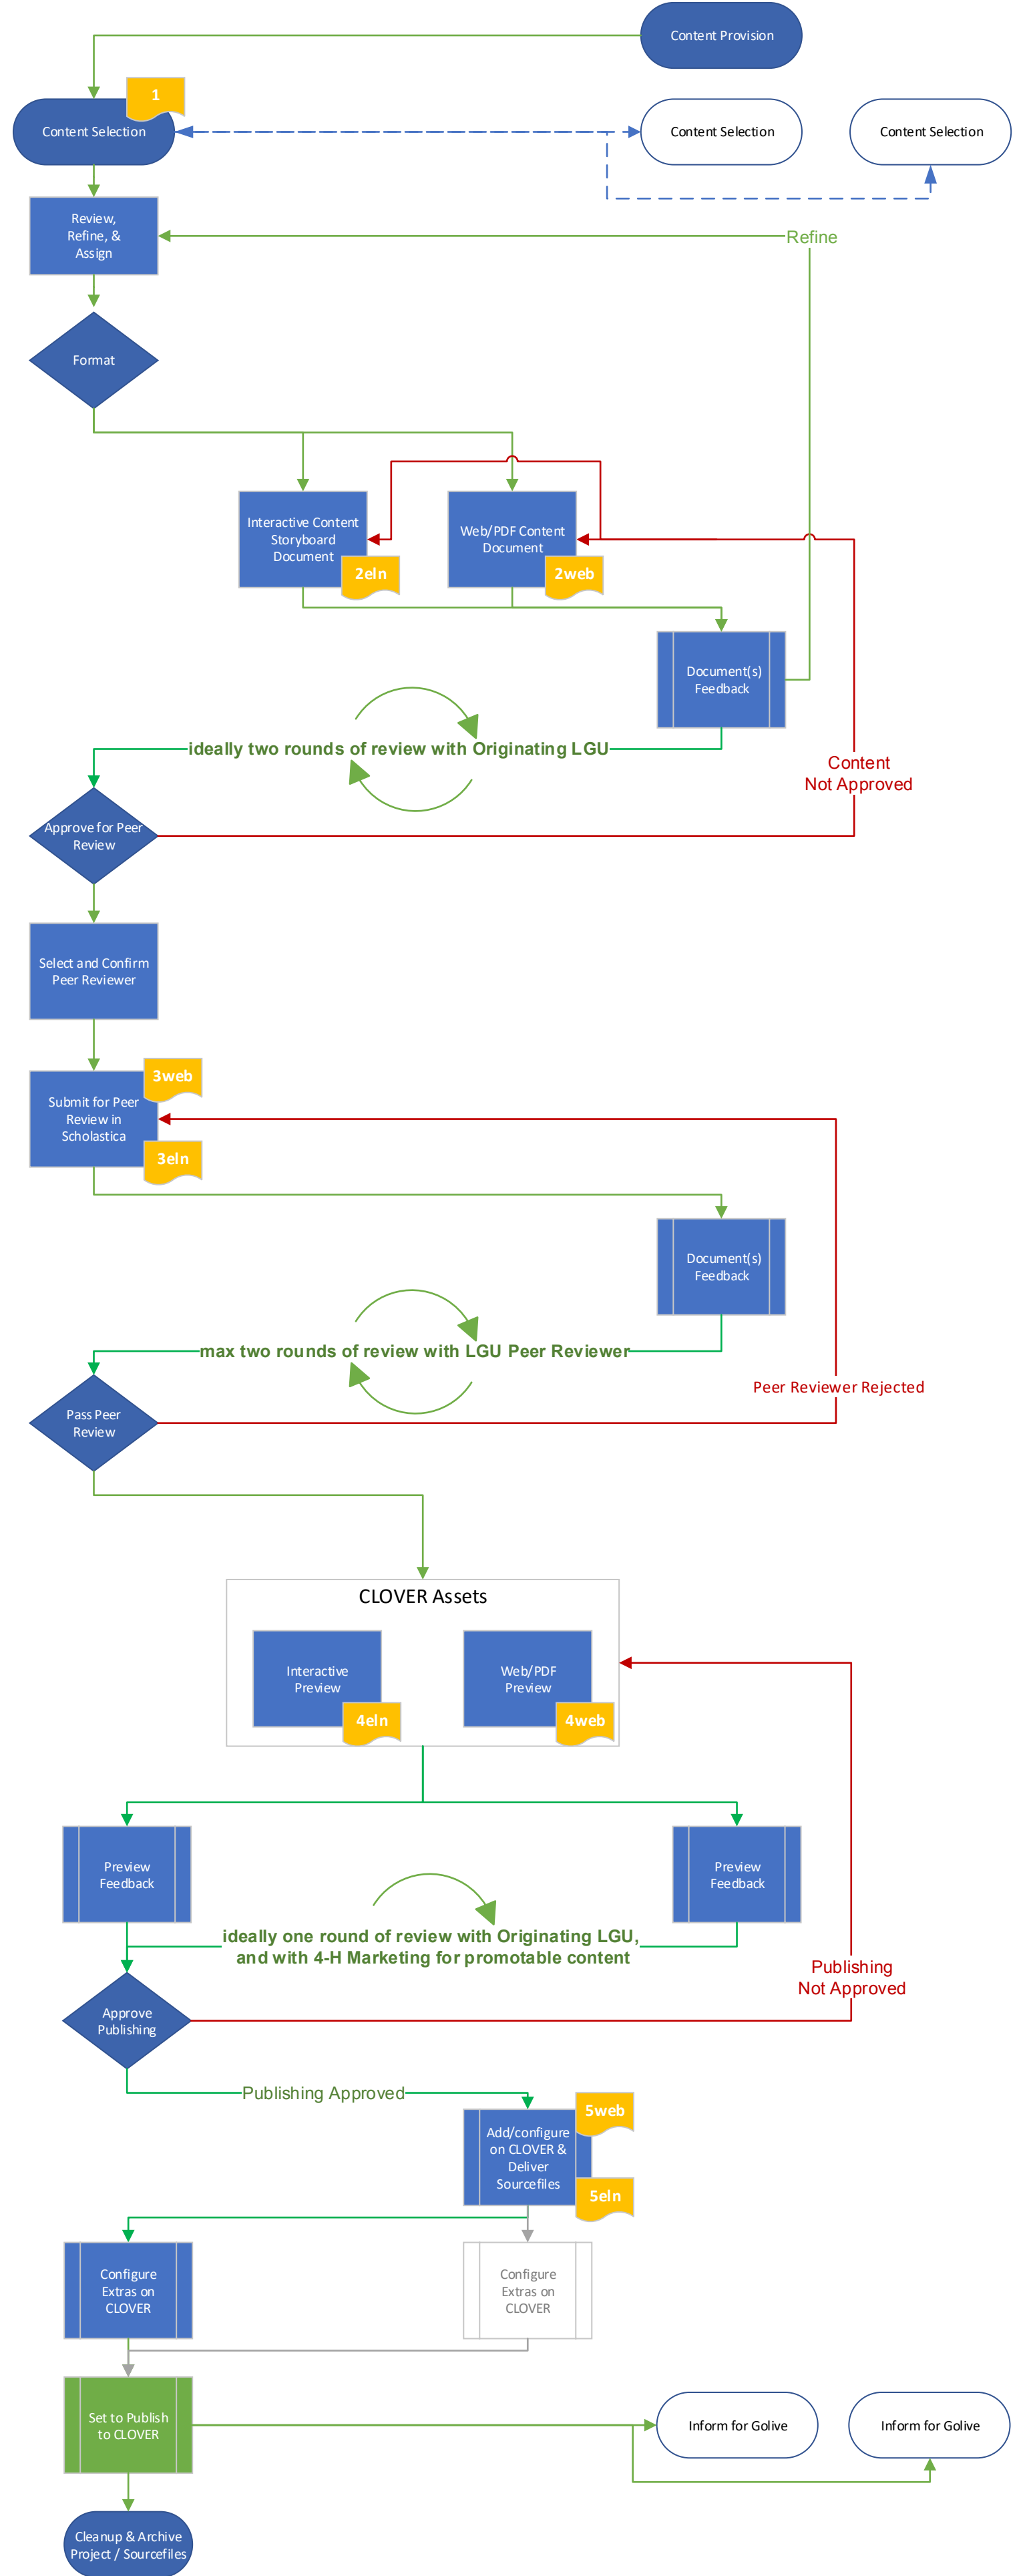 Content Provision
1
Content Selection
Content Selection
Content Selection
Review,
Refine, &
Assign
Refine
Format
Interactive Content
Storyboard
Document
2eln
Web/PDF Content
Document
2web
Document(s)
Feedback
ideally two rounds of review with Originating LGU
Content
Not Approved
Approve for Peer
Review
Select and Confirm
Peer Reviewer
3web
Submit for Peer
Review in
Scholastica
3eln
Document(s)
Feedback
max two rounds of review with LGU Peer Reviewer
Peer Reviewer Rejected
Pass Peer
Review
CLOVER Assets
Interactive
Preview
4eln
Web/PDF
Preview
4web
Preview
Feedback
Preview
Feedback
ideally one round of review with Originating LGU,
and with 4-H Marketing for promotable content
Publishing
Not Approved
Approve
Publishing
Publishing Approved
5web
Add/configure
on CLOVER &
Deliver
Sourcefiles
5eln
Configure
Extras on
CLOVER
Configure
Extras on
CLOVER
Set to Publish
to CLOVER
Inform for Golive
Inform for Golive
Cleanup & Archive
Project / Sourcefiles